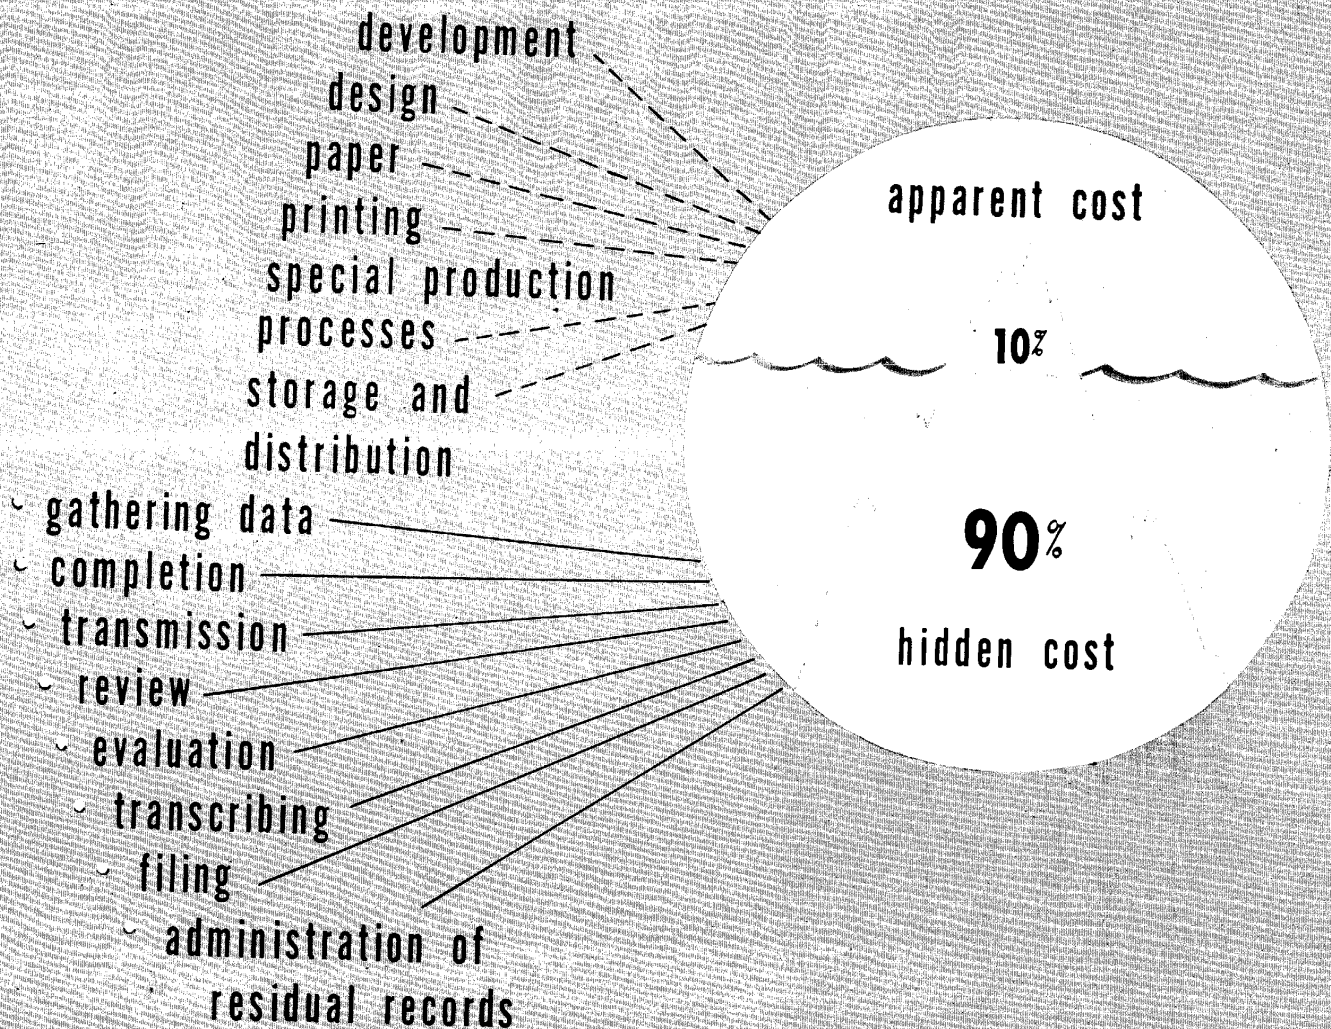 development
design
paper
printing
special production
processes
storage and
distribution
gathering data
completion
transmission
review
evaluation
transcribing
filing
administration of
residual records
apparent cost
10%
90%
hidden cost